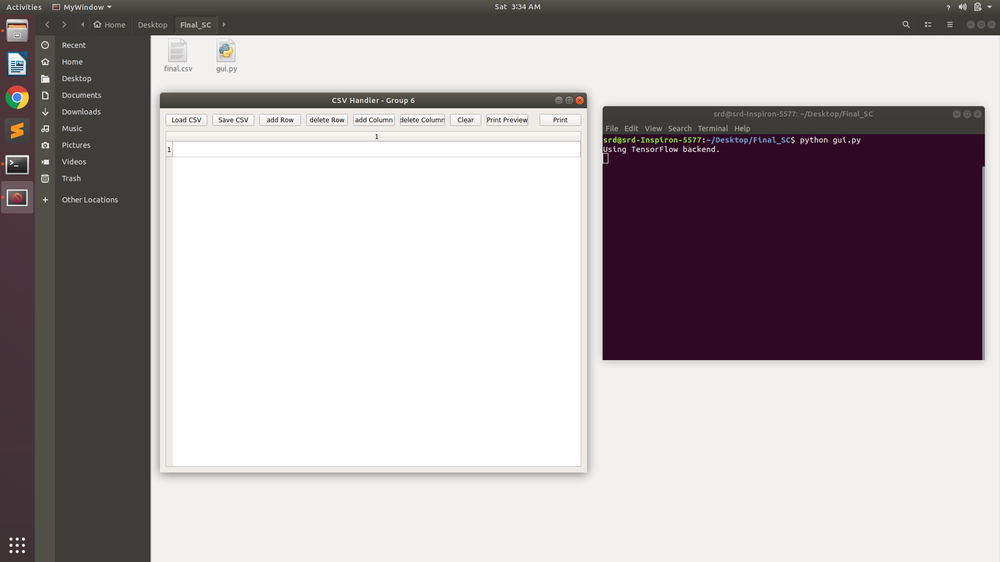 Activities MyWindow Sat 3:34 AM ?
Home Desktop Final_SC
Recent
Home
Desktop
Documents
Downloads
Music
Pictures
Videos
Trash
Other Locations
final.csv gui.py
CSV Handler - Group 6
Load CSV Save CSV add Row delete Row add Column delete Column Clear Print Preview Print
1
1
srd@srd-Inspiron-5577: ~/Desktop/Final_SC
File Edit View Search Terminal Help
srd@srd-Inspiron-5577:~/Desktop/Final_SC$ python gui.py
Using TensorFlow backend.